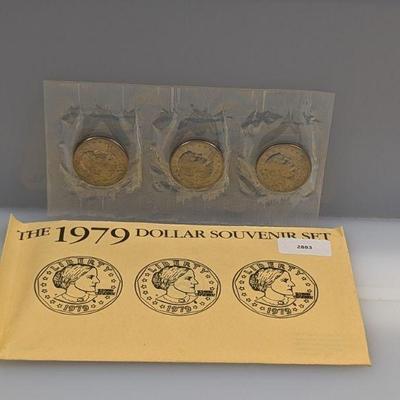 THE 1979 DOLLAR SOUVENIR SET
2883
LIBERTY LIBERTY LIBERTY
1979 1979 1979